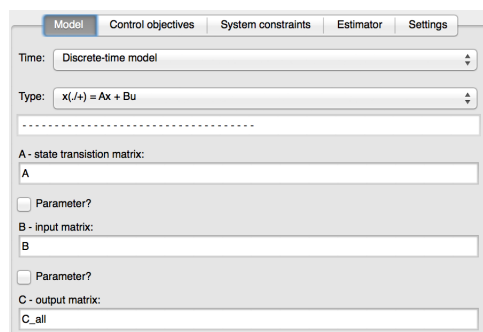 Model Control objectives System constraints Estimator Settings
Time: Discrete-time model
Type: x(./+) = Ax + Bu
- - - - - - - - - - - - - - - - - - - - - - - - - - - - - - - - - - -
A - state transistion matrix:
A
Parameter?
B - input matrix:
B
Parameter?
C - output matrix:
C_all